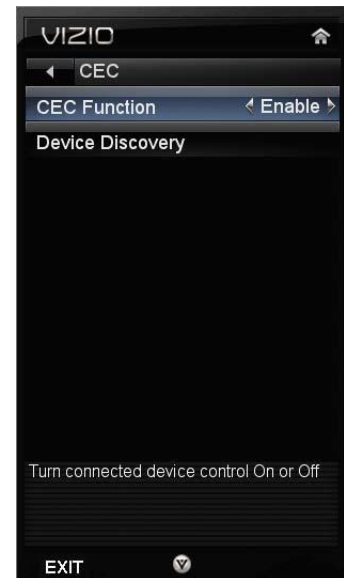 VIZIO
CEC
CEC Function Enable
Device Discovery
Turn connected device control On or Off
EXIT